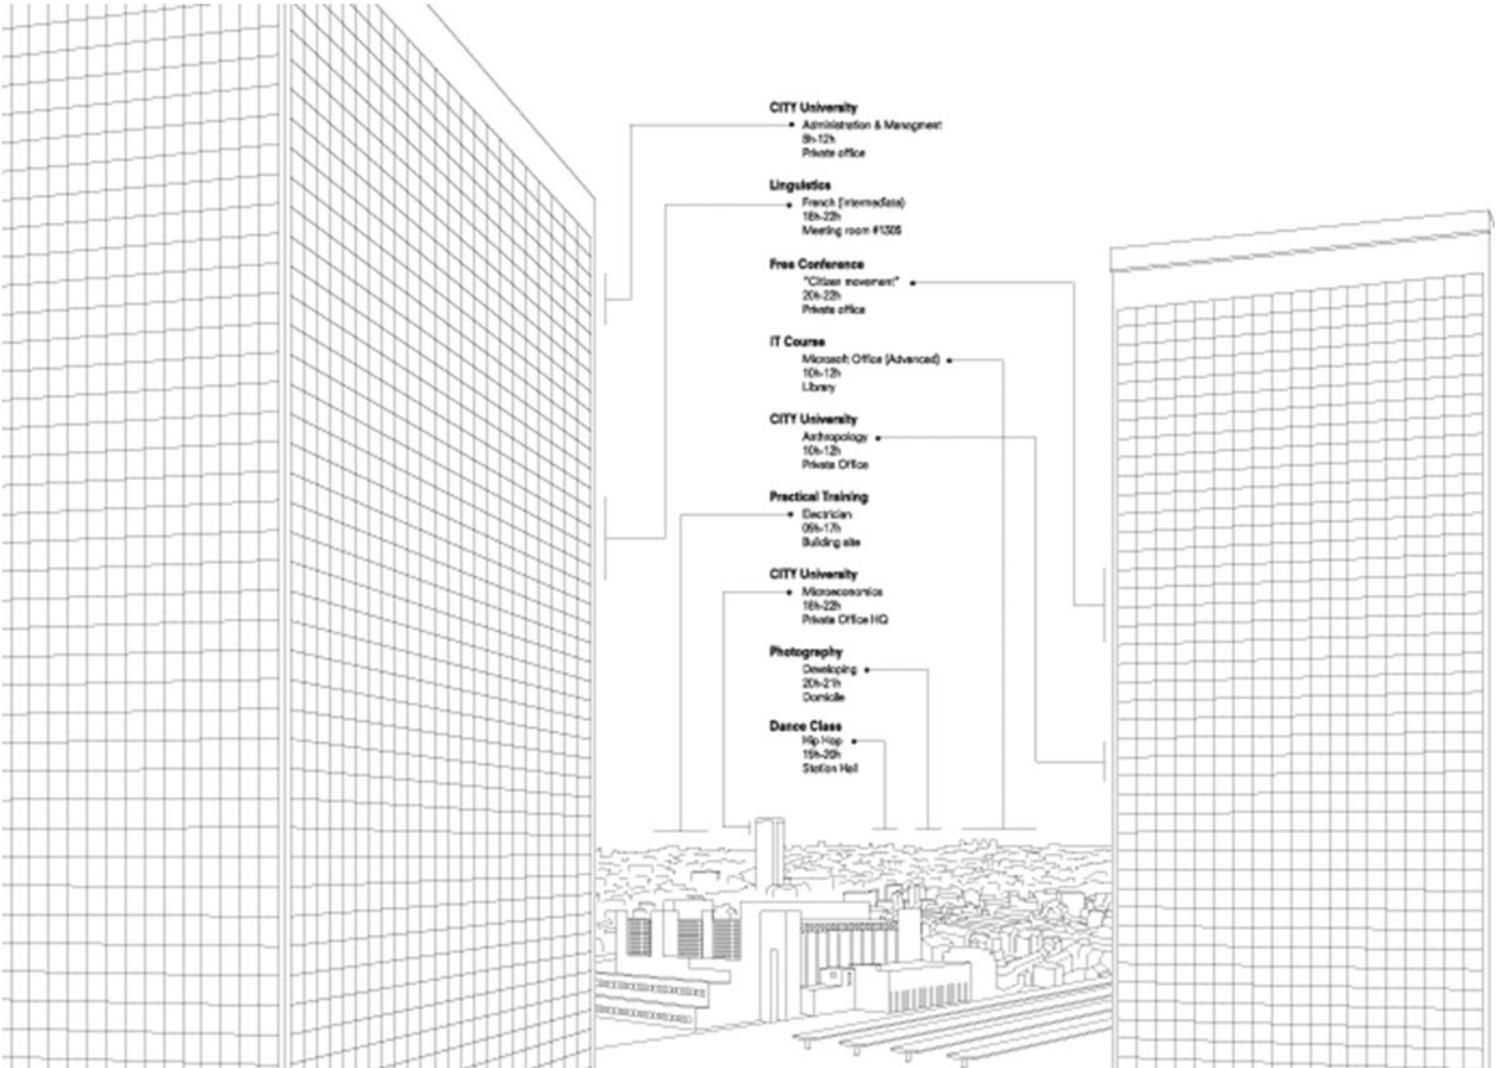 CITY University
Administration & Managment
8h-12h
Private office
Linguistics
French (Intermediate)
18h-22h
Meeting room #1305
Free Conference
"Citizen movement"
20h-22h
Private office
IT Course
Microsoft Office (Advanced)
10h-12h
Library
CITY University
Anthropology
10h-12h
Private Office
Practical Training
Electrician
09h-17h
Building site
CITY University
Microeconomics
18h-22h
Private Office HQ
Photography
Developing
20h-21h
Domicile
Dance Class
Hip Hop
Station Hall